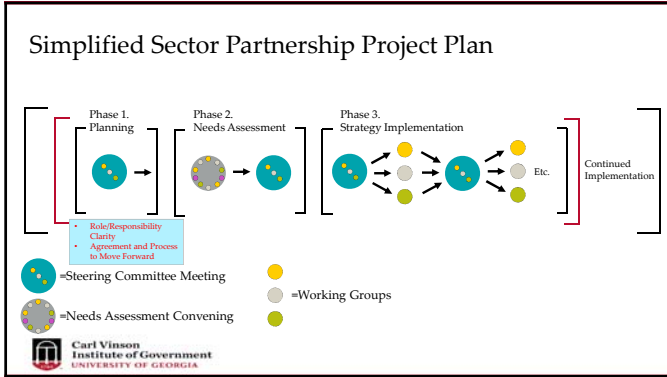 Simplified Sector Partnership Project Plan
Phase 1.
Planning
Phase 2.
Needs Assessment
Phase 3.
Strategy Implementation
Etc.
Continued
Implementation
• Role/Responsibility
Clarity
• Agreement and Process
to Move Forward
=Steering Committee Meeting
=Working Groups
=Needs Assessment Convening
Carl Vinson
Institute of Government
UNIVERSITY OF GEORGIA